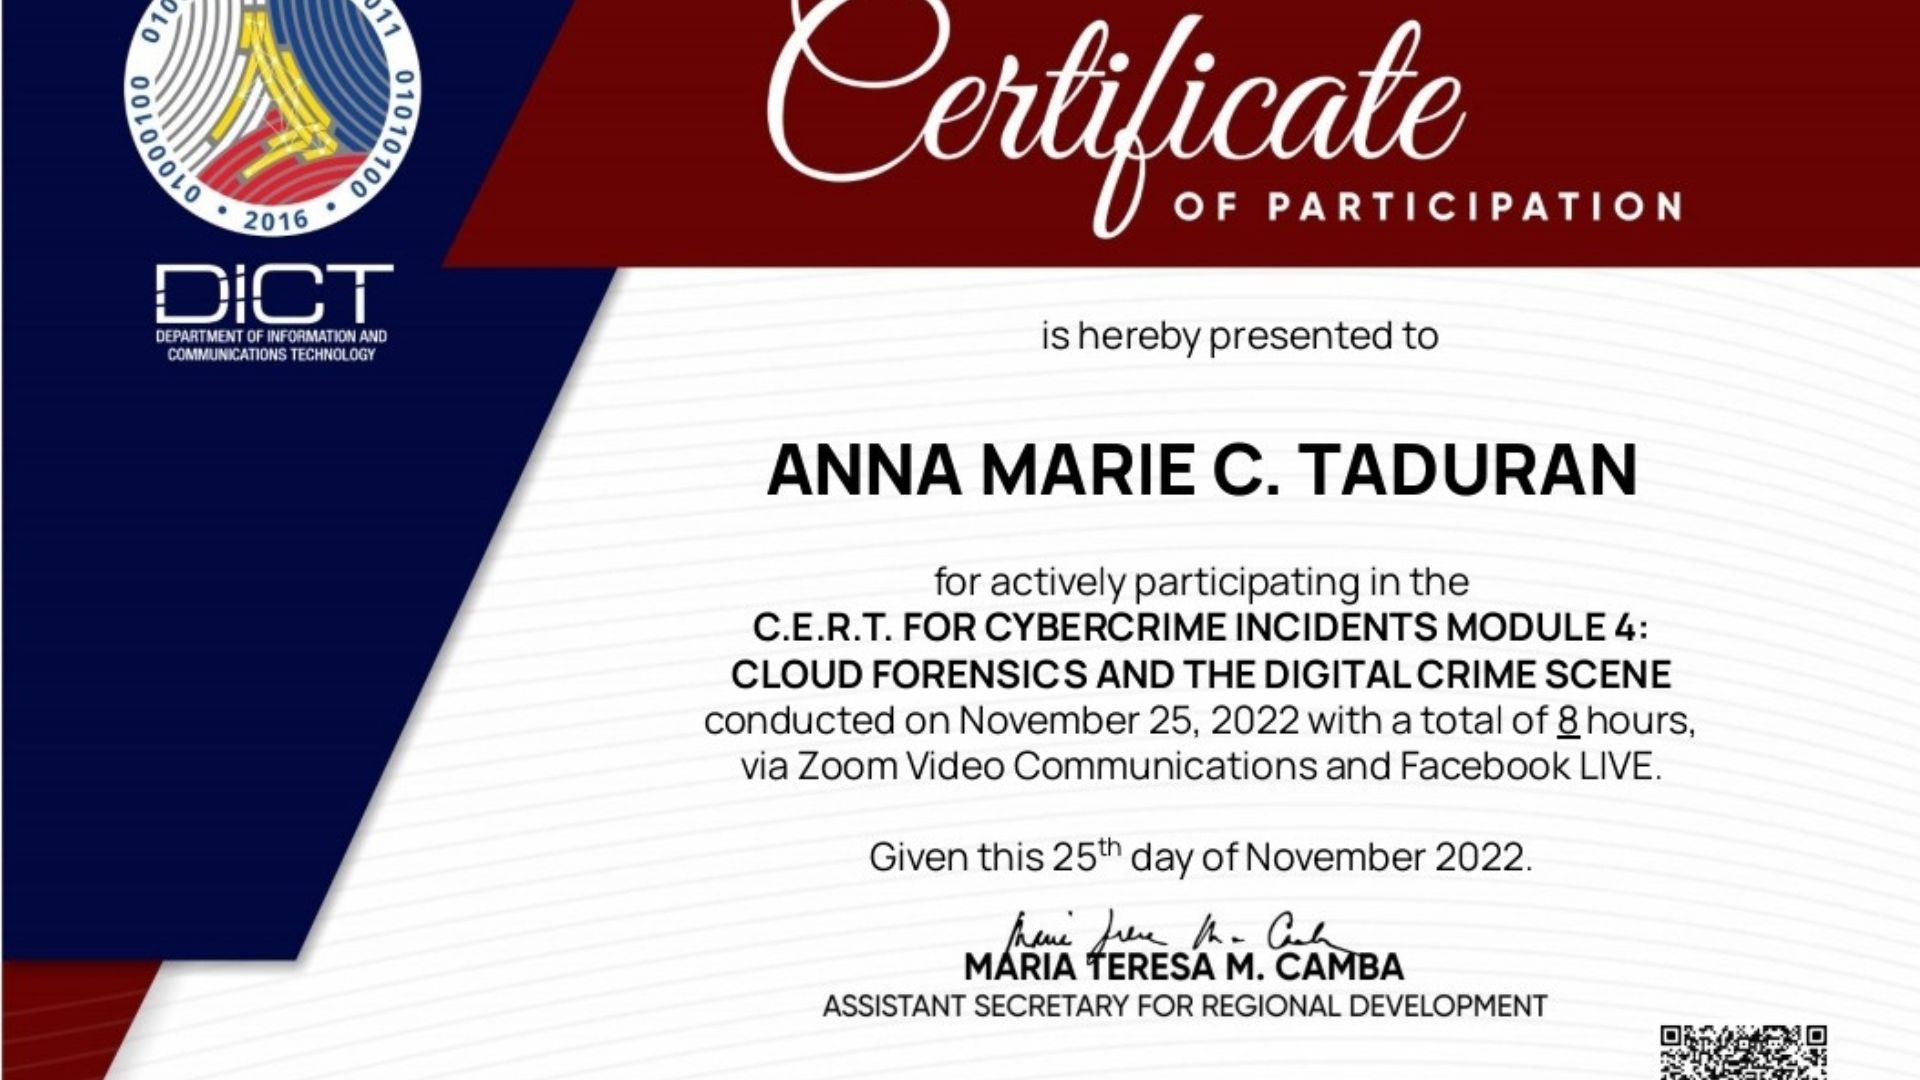 Certificate
OF PARTICIPATION
2016
01000100
01010100
DICT
DEPARTMENT OF INFORMATION AND
COMMUNICATIONS TECHNOLOGY
is hereby presented to
ANNA MARIE C. TADURAN
for actively participating in the
C.E.R.T. FOR CYBERCRIME INCIDENTS MODULE 4:
CLOUD FORENSICS AND THE DIGITAL CRIME SCENE
conducted on November 25, 2022 with a total of 8 hours,
via Zoom Video Communications and Facebook LIVE.
Given this 25th day of November 2022.
MARIA TERESA M. CAMBA
ASSISTANT SECRETARY FOR REGIONAL DEVELOPMENT